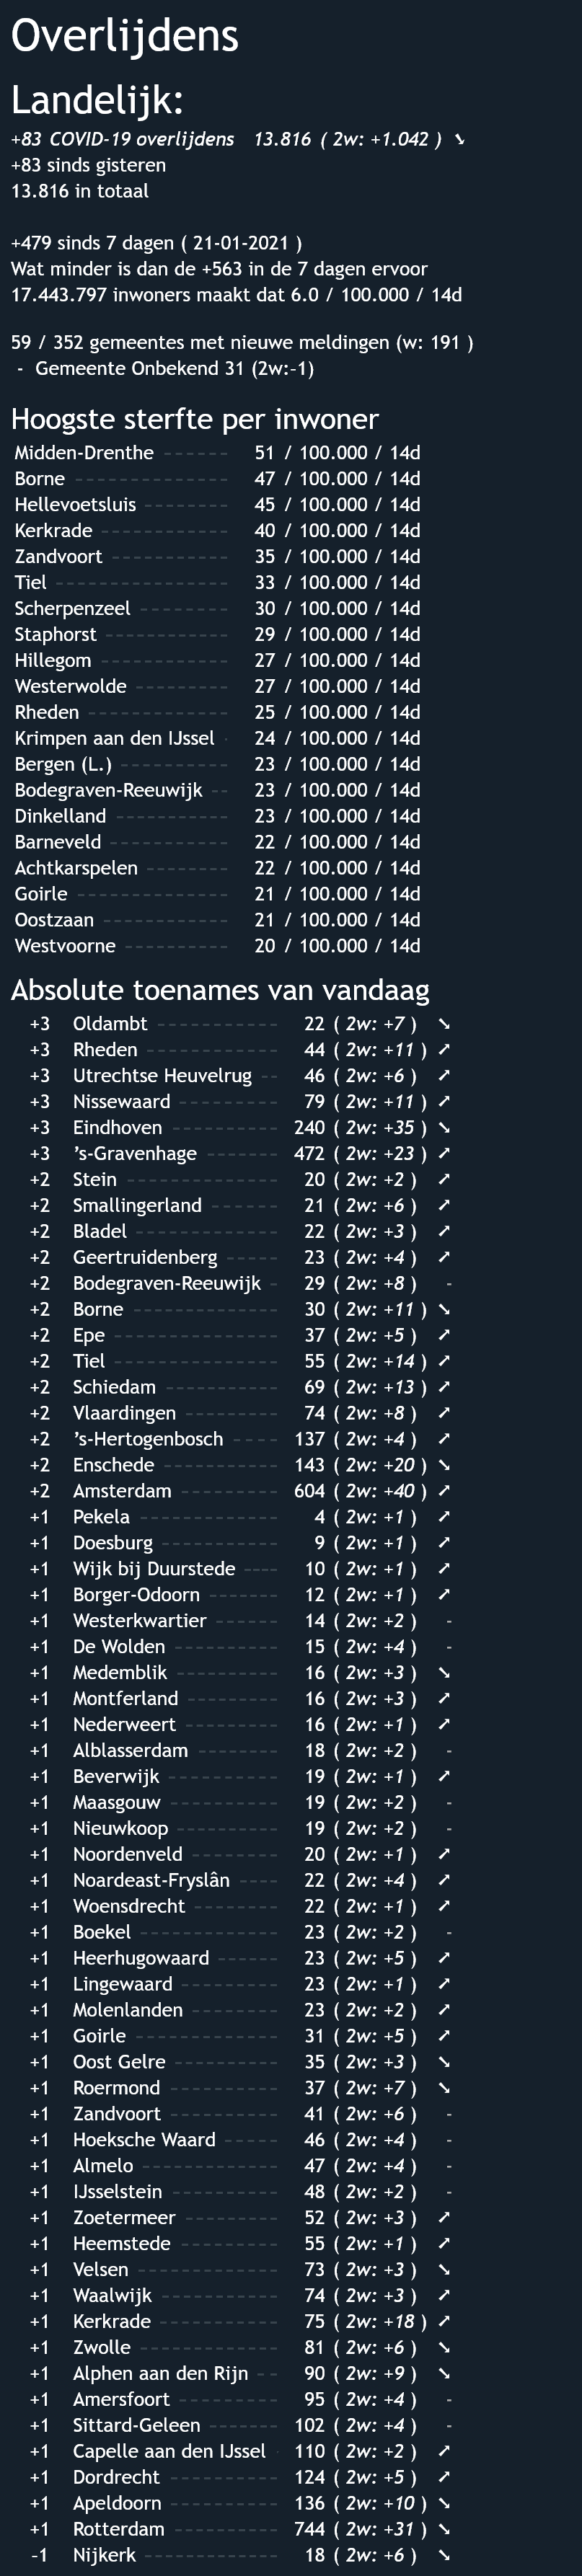 Overlijdens
Landelijk:
+83 COVID-19 overlijdens 13.816 ( 2w: +1.042 ) ➘
+83 sinds gisteren
13.816 in totaal
+479 sinds 7 dagen ( 21-01-2021 )
Wat minder is dan de +563 in de 7 dagen ervoor
17.443.797 inwoners maakt dat 6.0 / 100.000 / 14d
59 / 352 gemeentes met nieuwe meldingen (w: 191 )
- Gemeente Onbekend 31 (2w:-1)
Hoogste sterfte per inwoner
Midden-Drenthe ------- 51 / 100.000 / 14d
Borne ---------------- 47 / 100.000 / 14d
Hellevoetsluis --------- 45 / 100.000 / 14d
Kerkrade ------------- 40 / 100.000 / 14d
Zandvoort ------------ 35 / 100.000 / 14d
Tiel ------------------ 33 / 100.000 / 14d
Scherpenzeel --------- 30 / 100.000 / 14d
Staphorst ------------- 29 / 100.000 / 14d
Hillegom ------------- 27 / 100.000 / 14d
Westerwolde ---------- 27 / 100.000 / 14d
Rheden --------------- 25 / 100.000 / 14d
Krimpen aan den IJssel - 24 / 100.000 / 14d
Bergen (L.) ----------- 23 / 100.000 / 14d
Bodegraven-Reeuwijk -- 23 / 100.000 / 14d
Dinkelland ------------ 23 / 100.000 / 14d
Barneveld ------------ 22 / 100.000 / 14d
Achtkarspelen --------- 22 / 100.000 / 14d
Goirle ---------------- 21 / 100.000 / 14d
Oostzaan ------------- 21 / 100.000 / 14d
Westvoorne ----------- 20 / 100.000 / 14d
Absolute toenames van vandaag
+3 Oldambt ------------- 22 ( 2w: +7 ) ➘
+3 Rheden -------------- 44 ( 2w: +11 ) ➚
+3 Utrechtse Heuvelrug -- 46 ( 2w: +6 ) ➚
+3 Nissewaard ----------- 79 ( 2w: +11 ) ➚
+3 Eindhoven ------------ 240 ( 2w: +35 ) ➘
+3 ’s-Gravenhage -------- 472 ( 2w: +23 ) ➚
+2 Stein ---------------- 20 ( 2w: +2 ) ➚
+2 Smallingerland ------- 21 ( 2w: +6 ) ➚
+2 Bladel --------------- 22 ( 2w: +3 ) ➚
+2 Geertruidenberg ------ 23 ( 2w: +4 ) ➚
+2 Bodegraven-Reeuwijk - 29 ( 2w: +8 ) -
+2 Borne --------------- 30 ( 2w: +11 ) ➘
+2 Epe ----------------- 37 ( 2w: +5 ) ➚
+2 Tiel ----------------- 55 ( 2w: +14 ) ➚
+2 Schiedam ------------ 69 ( 2w: +13 ) ➚
+2 Vlaardingen ---------- 74 ( 2w: +8 ) ➚
+2 ’s-Hertogenbosch ---- 137 ( 2w: +4 ) ➚
+2 Enschede ------------ 143 ( 2w: +20 ) ➘
+2 Amsterdam ----------- 604 ( 2w: +40 ) ➚
+1 Pekela --------------- 4 ( 2w: +1 ) ➚
+1 Doesburg ------------ 9 ( 2w: +1 ) ➚
+1 Wijk bij Duurstede ---- 10 ( 2w: +1 ) ➚
+1 Borger-Odoorn -------- 12 ( 2w: +1 ) ➚
+1 Westerkwartier ------- 14 ( 2w: +2 ) -
+1 De Wolden ----------- 15 ( 2w: +4 ) -
+1 Medemblik ----------- 16 ( 2w: +3 ) ➘
+1 Montferland ---------- 16 ( 2w: +3 ) ➚
+1 Nederweert ---------- 16 ( 2w: +1 ) ➚
+1 Alblasserdam --------- 18 ( 2w: +2 ) -
+1 Beverwijk ------------ 19 ( 2w: +1 ) ➚
+1 Maasgouw ------------ 19 ( 2w: +2 ) -
+1 Nieuwkoop ----------- 19 ( 2w: +2 ) -
+1 Noordenveld ---------- 20 ( 2w: +1 ) ➚
+1 Noardeast-Fryslân ---- 22 ( 2w: +4 ) ➚
+1 Woensdrecht --------- 22 ( 2w: +1 ) ➚
+1 Boekel --------------- 23 ( 2w: +2 ) -
+1 Heerhugowaard ------ 23 ( 2w: +5 ) ➚
+1 Lingewaard ----------- 23 ( 2w: +1 ) ➚
+1 Molenlanden --------- 23 ( 2w: +2 ) ➚
+1 Goirle --------------- 31 ( 2w: +5 ) ➚
+1 Oost Gelre ----------- 35 ( 2w: +3 ) ➘
+1 Roermond ------------ 37 ( 2w: +7 ) ➘
+1 Zandvoort ------------ 41 ( 2w: +6 ) -
+1 Hoeksche Waard ----- 46 ( 2w: +4 ) -
+1 Almelo -------------- 47 ( 2w: +4 ) -
+1 IJsselstein ----------- 48 ( 2w: +2 ) -
+1 Zoetermeer ---------- 52 ( 2w: +3 ) ➚
+1 Heemstede ---------- 55 ( 2w: +1 ) ➚
+1 Velsen --------------- 73 ( 2w: +3 ) ➘
+1 Waalwijk ------------- 74 ( 2w: +3 ) ➚
+1 Kerkrade ------------- 75 ( 2w: +18 ) ➚
+1 Zwolle --------------- 81 ( 2w: +6 ) ➘
+1 Alphen aan den Rijn -- 90 ( 2w: +9 ) ➘
+1 Amersfoort ----------- 95 ( 2w: +4 ) -
+1 Sittard-Geleen ------- 102 ( 2w: +4 ) -
+1 Capelle aan den IJssel - 110 ( 2w: +2 ) ➚
+1 Dordrecht ------------ 124 ( 2w: +5 ) ➚
+1 Apeldoorn ------------ 136 ( 2w: +10 ) ➘
+1 Rotterdam ------------ 744 ( 2w: +31 ) ➘
-1 Nijkerk -------------- 18 ( 2w: +6 ) ➘